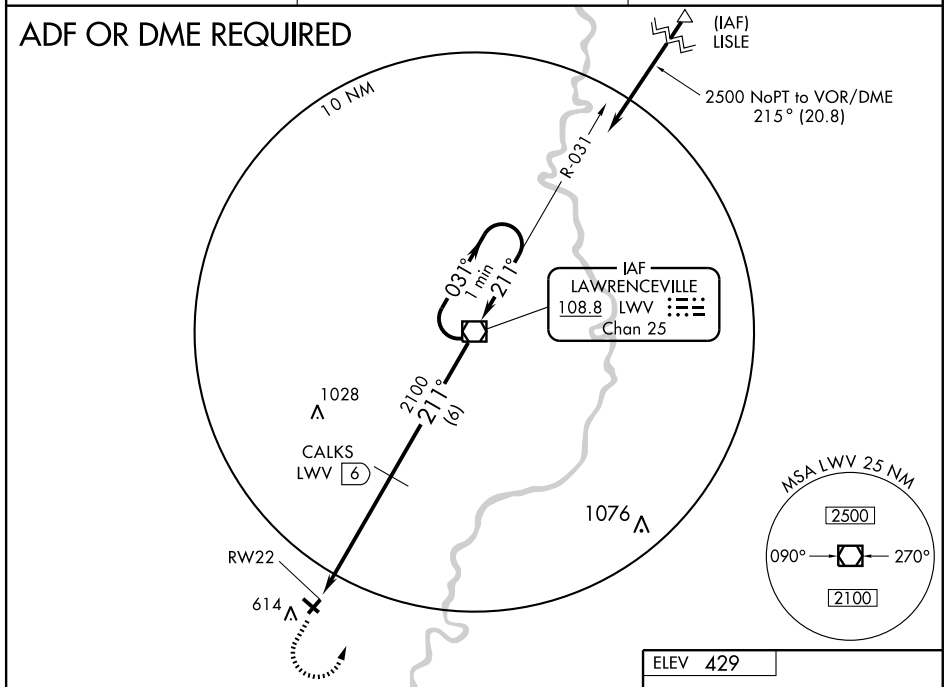 ADF OR DME REQUIRED
(IAF)
LISLE
10 NM
2500 NoPT to VOR/DME
215° (20.8)
R-031
031°
1 min
211°
IAF
LAWRENCEVILLE
108.8 LWV
Chan 25
2100
211°
(6)
1028
CALKS
LWV 6
1076
MSA LWV 25 NM
2500
090°
270°
2100
RW22
614
ELEV 429